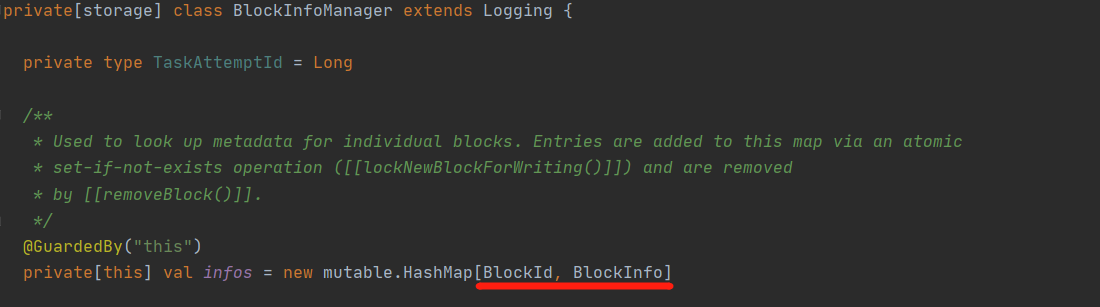 private[storage] class BlockInfoManager extends Logging {
private type TaskAttemptId = Long
/**
* Used to look up metadata for individual blocks. Entries are added to this map via an atomic
* set-if-not-exists operation ([[lockNewBlockForWriting()]]) and are removed
* by [[removeBlock()]].
*/
@GuardedBy("this")
private[this] val infos = new mutable.HashMap[BlockId, BlockInfo]